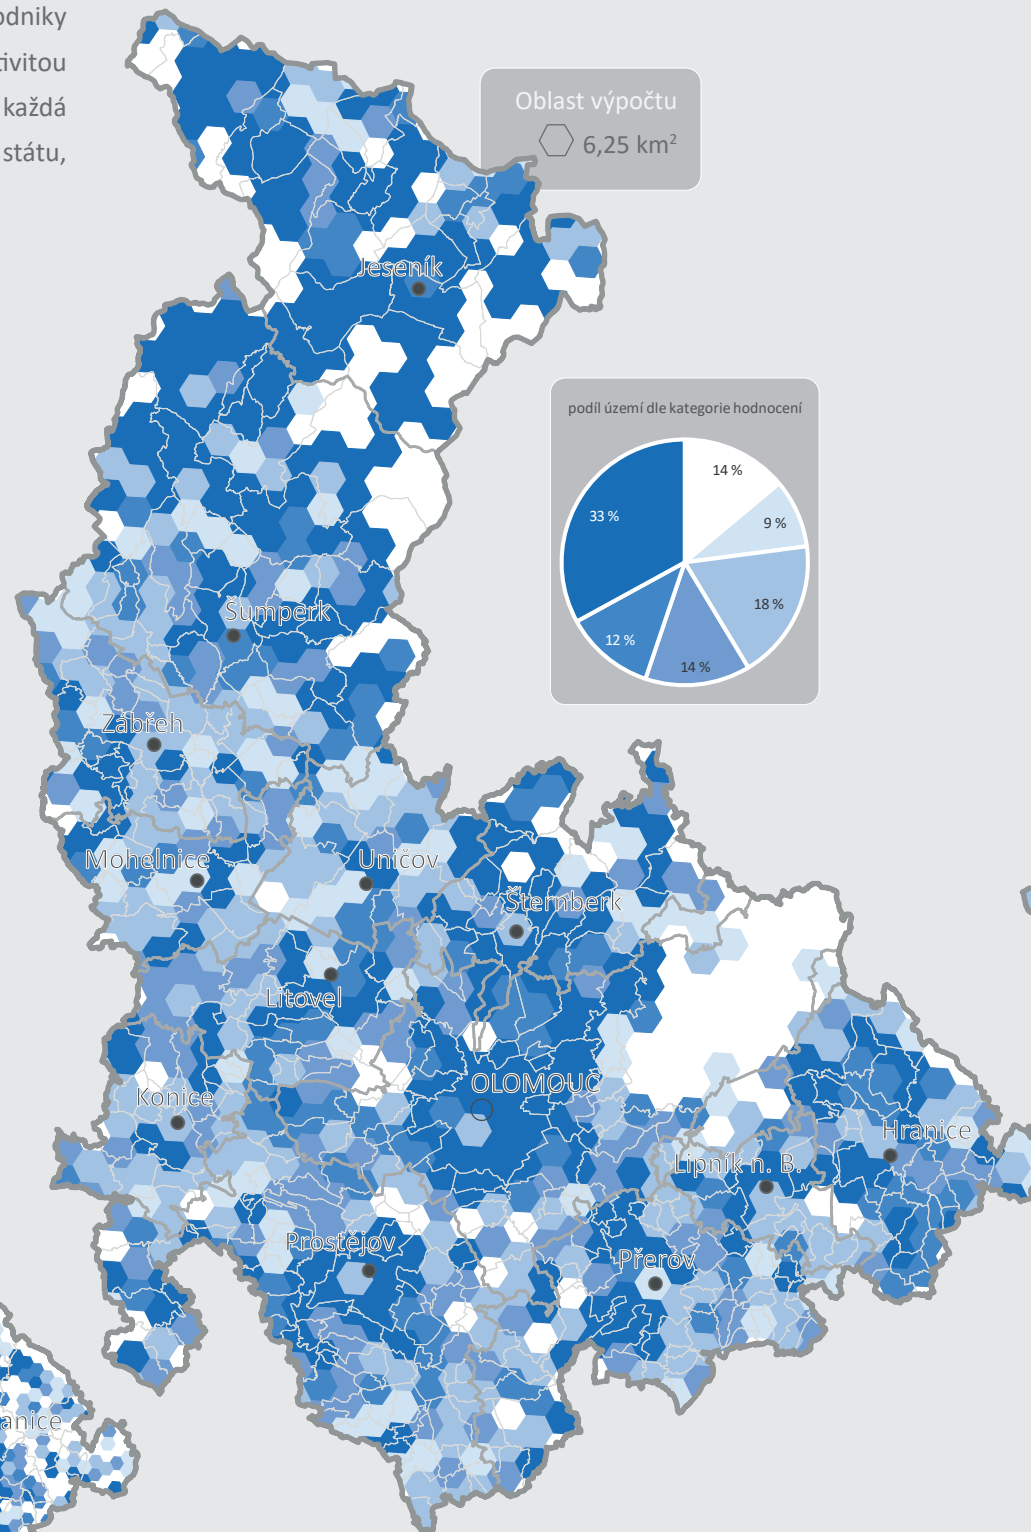 odniky
tivitou
každá
státu,
Oblast výpočtu
6,25 km²
Jeseník
podíl území dle kategorie hodnocení
14 %
33 %
9 %
18 %
12 %
14 %
Šumperk
Zábřeh
Mohelnice
Uničov
Šternberk
Litovel
OLOMOUC
Konice
Hranice
Lipník n. B.
Prostějov
Přerov
anice